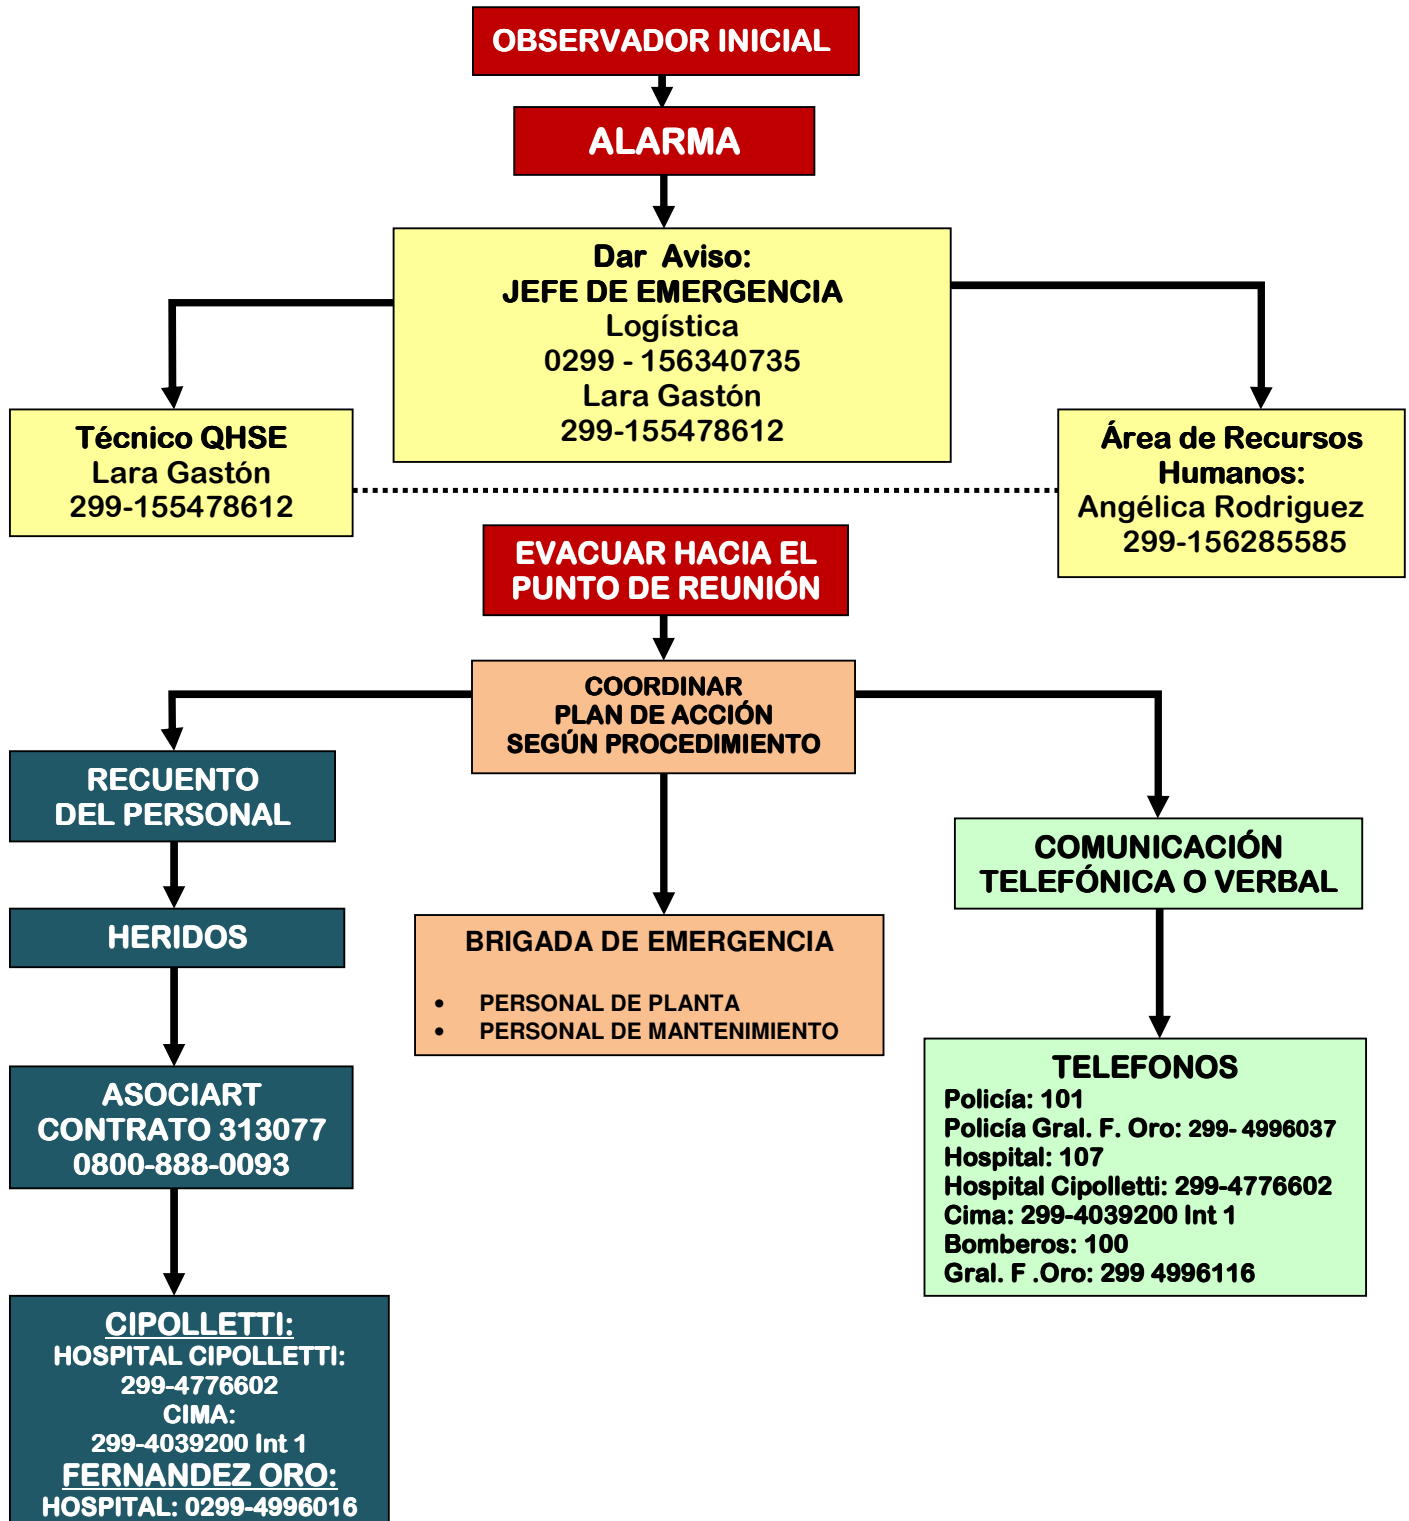 OBSERVADOR INICIAL
ALARMA
Dar Aviso:
JEFE DE EMERGENCIA
Logística
0299 - 156340735
Lara Gastón
299-155478612
Técnico QHSE
Lara Gastón
299-155478612
Área de Recursos
Humanos:
Angélica Rodriguez
299-156285585
EVACUAR HACIA EL
PUNTO DE REUNIÓN
COORDINAR
PLAN DE ACCIÓN
SEGÚN PROCEDIMIENTO
RECUENTO
DEL PERSONAL
HERIDOS
ASOCIART
CONTRATO 313077
0800-888-0093
CIPOLLETTI:
HOSPITAL CIPOLLETTI:
299-4776602
CIMA:
299-4039200 Int 1
FERNANDEZ ORO:
HOSPITAL: 0299-4996016
BRIGADA DE EMERGENCIA
• PERSONAL DE PLANTA
• PERSONAL DE MANTENIMIENTO
COMUNICACIÓN
TELEFÓNICA O VERBAL
TELEFONOS
Policía: 101
Policía Gral. F. Oro: 299- 4996037
Hospital: 107
Hospital Cipolletti: 299-4776602
Cima: 299-4039200 Int 1
Bomberos: 100
Gral. F .Oro: 299 4996116